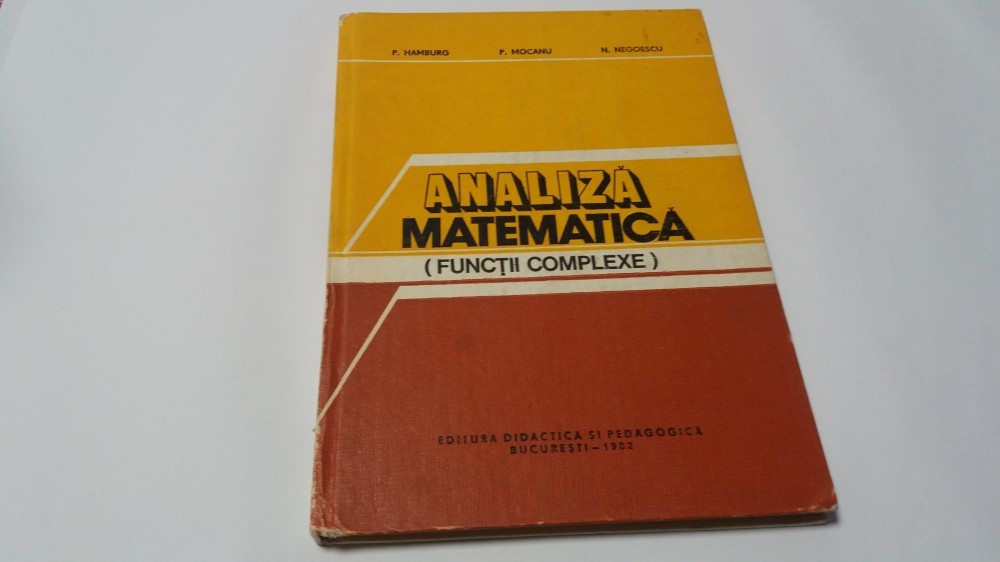 P. HAMBURG P. MOCANU N. NEGOESCU
ANALIZĂ
MATEMATICĂ
(FUNCŢII COMPLEXE)
EDITURA DIDACTICĂ ŞI PEDAGOGICĂ
BUCUREŞTI – 1982